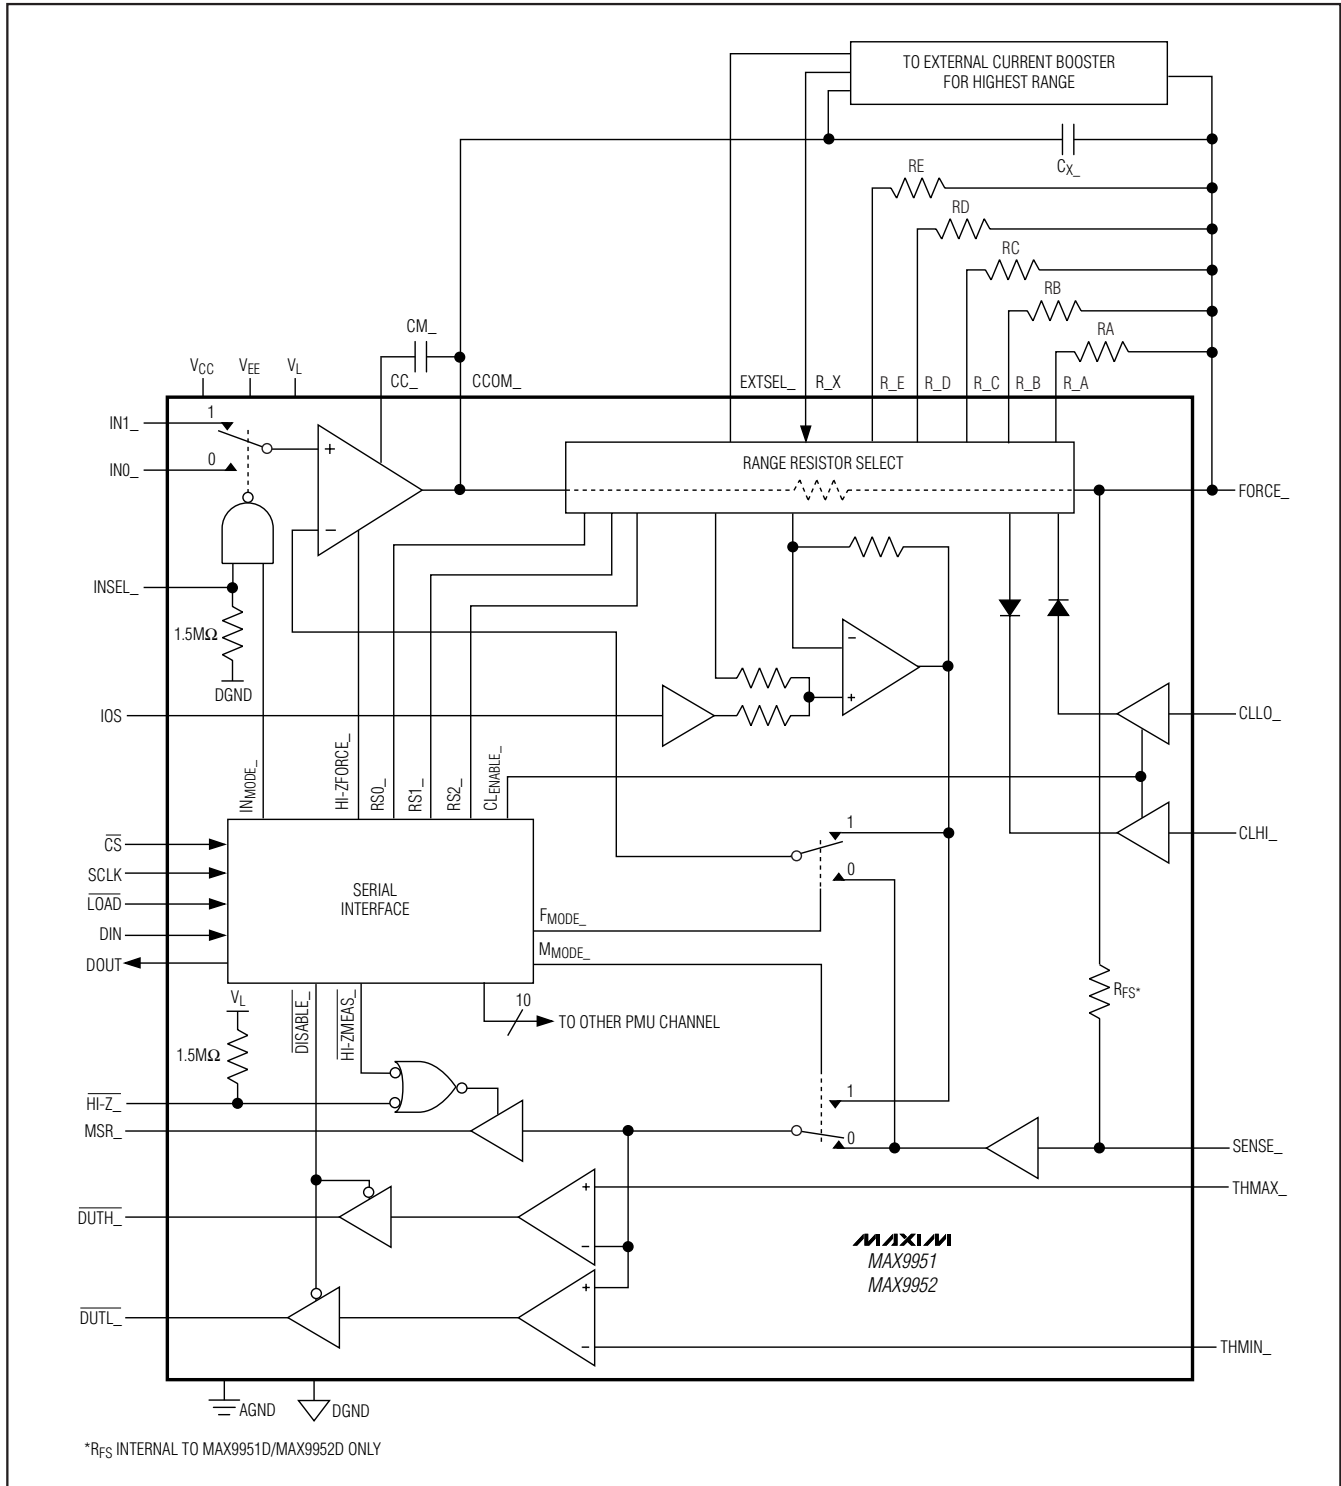 TO EXTERNAL CURRENT BOOSTER
FOR HIGHEST RANGE
CX_
RE
RD
RC
RB
RA
CM_
VCC
VEE
VL
CC_
CCOM_
EXTSEL_
R_X
R_E
R_D
R_C
R_B
R_A
IN1_
1
IN0_
0
+
−
RANGE RESISTOR SELECT
FORCE_
INSEL_
1.5MΩ
DGND
−
+
IOS
CLLO_
INMODE_
HI-ZFORCE_
RS0_
RS1_
RS2_
CLENABLE_
1
0
CLHI_
CS
SCLK
LOAD
DIN
DOUT
SERIAL
INTERFACE
FMODE_
MMODE_
RFS*
VL
1.5MΩ
DISABLE_
HI-ZMEAS_
10
TO OTHER PMU CHANNEL
HI-Z_
MSR_
1
0
SENSE_
THMAX_
+
−
DUTH_
MAXIM
MAX9951
MAX9952
+
−
DUTL_
THMIN_
AGND
DGND
*RFS INTERNAL TO MAX9951D/MAX9952D ONLY